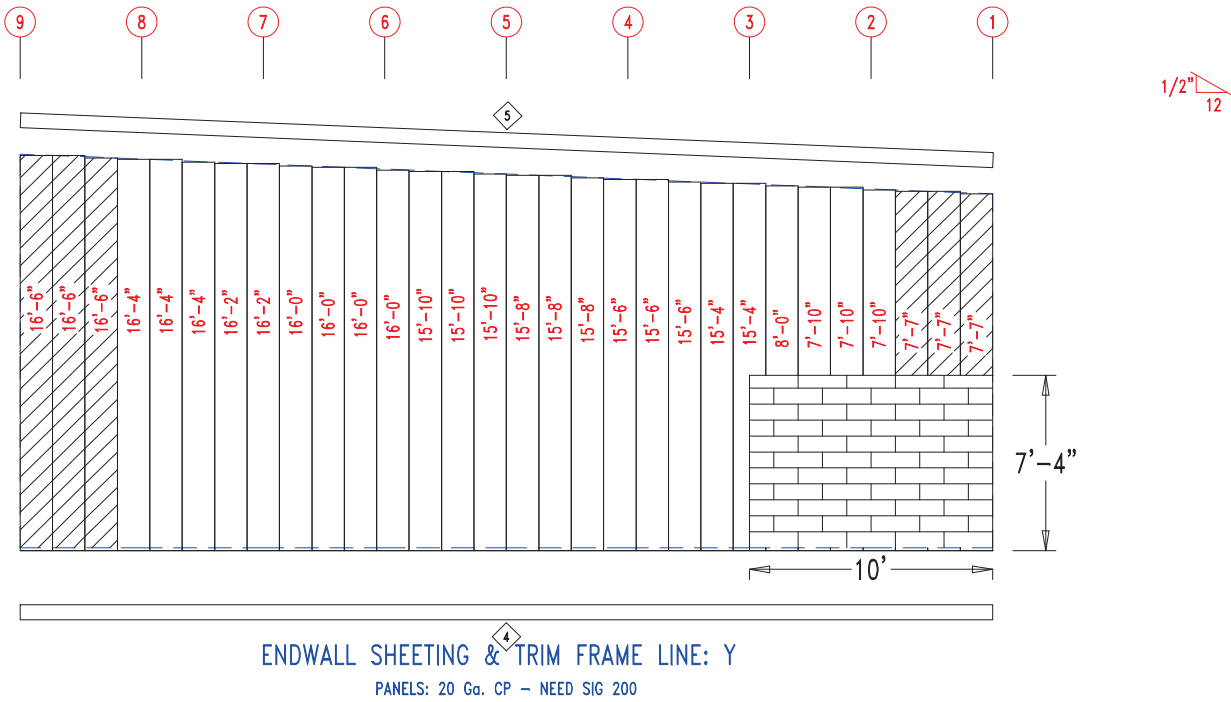 9 8 7 6 5 4 3 2 1
1/2"
12
5
16'-6" 16'-6" 16'-6" 16'-4" 16'-4" 16'-4" 16'-2" 16'-2" 16'-0" 16'-0" 16'-0" 16'-0" 15'-10" 15'-10" 15'-10" 15'-8" 15'-8" 15'-8" 15'-6" 15'-6" 15'-6" 15'-4" 15'-4" 8'-0" 7'-10" 7'-10" 7'-10" 7'-7" 7'-7" 7'-7"
7'-4"
10'
4
ENDWALL SHEETING & TRIM FRAME LINE: Y
PANELS: 20 Ga. CP - NEED SIG 200